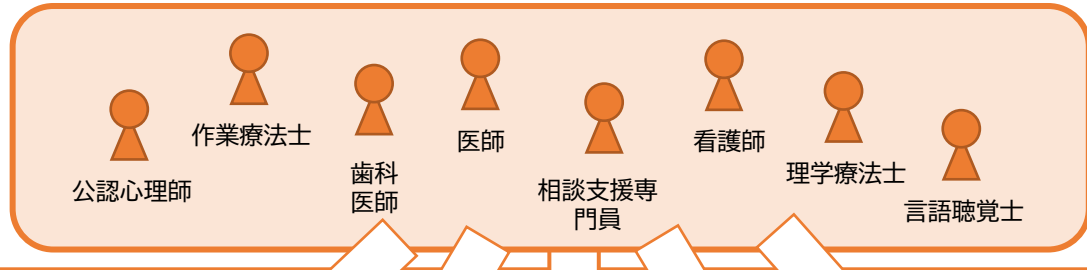 公認心理師
作業療法士
歯科
医師
医師
相談支援専
門員
看護師
理学療法士
言語聴覚士